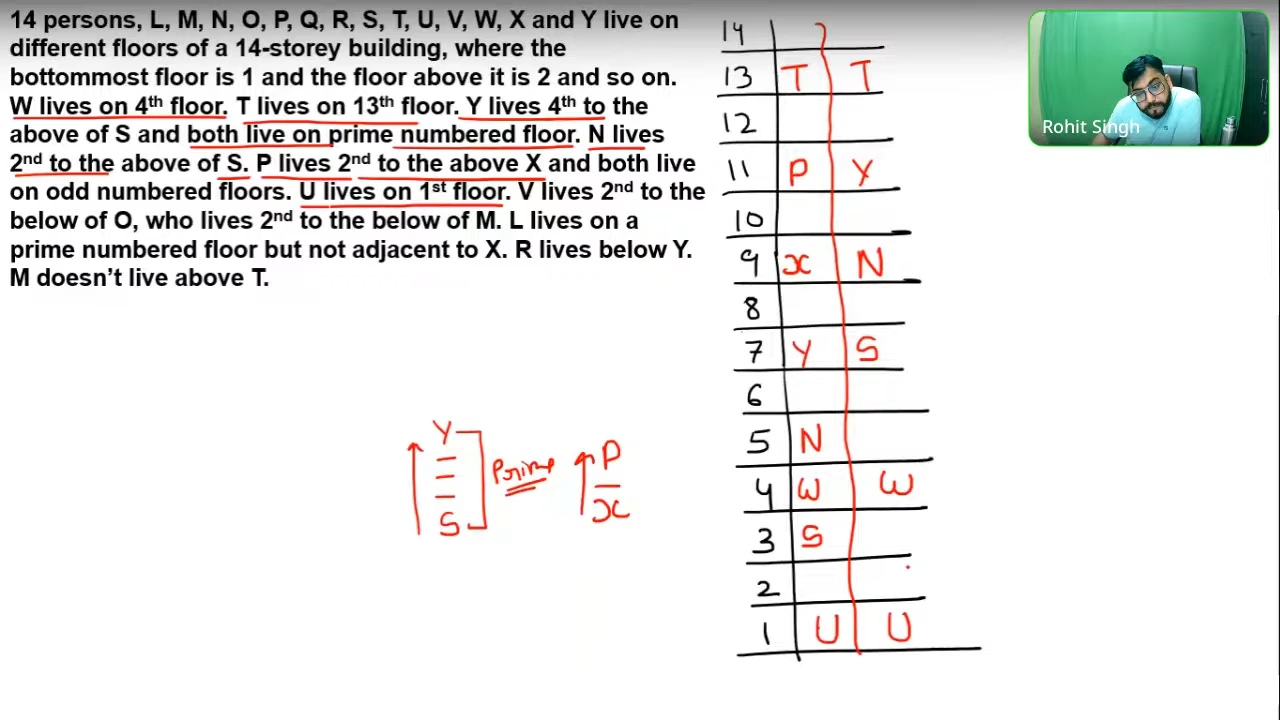 14 persons, L, M, N, O, P, Q, R, S, T, U, V, W, X and Y live on
different floors of a 14-storey building, where the
bottommost floor is 1 and the floor above it is 2 and so on.
W lives on 4th floor. T lives on 13th floor. Y lives 4th to the
above of S and both live on prime numbered floor. N lives
2nd to the above of S. P lives 2nd to the above X and both live
on odd numbered floors. U lives on 1st floor. V lives 2nd to the
below of O, who lives 2nd to the below of M. L lives on a
prime numbered floor but not adjacent to X. R lives below Y.
M doesn't live above T.
Y
S
Prime
P
x
14
13 T T
12
11 P Y
10
9 x N
8
7 Y S
6
5 N
4 W W
3 S
2
1 U U
Rohit Singh